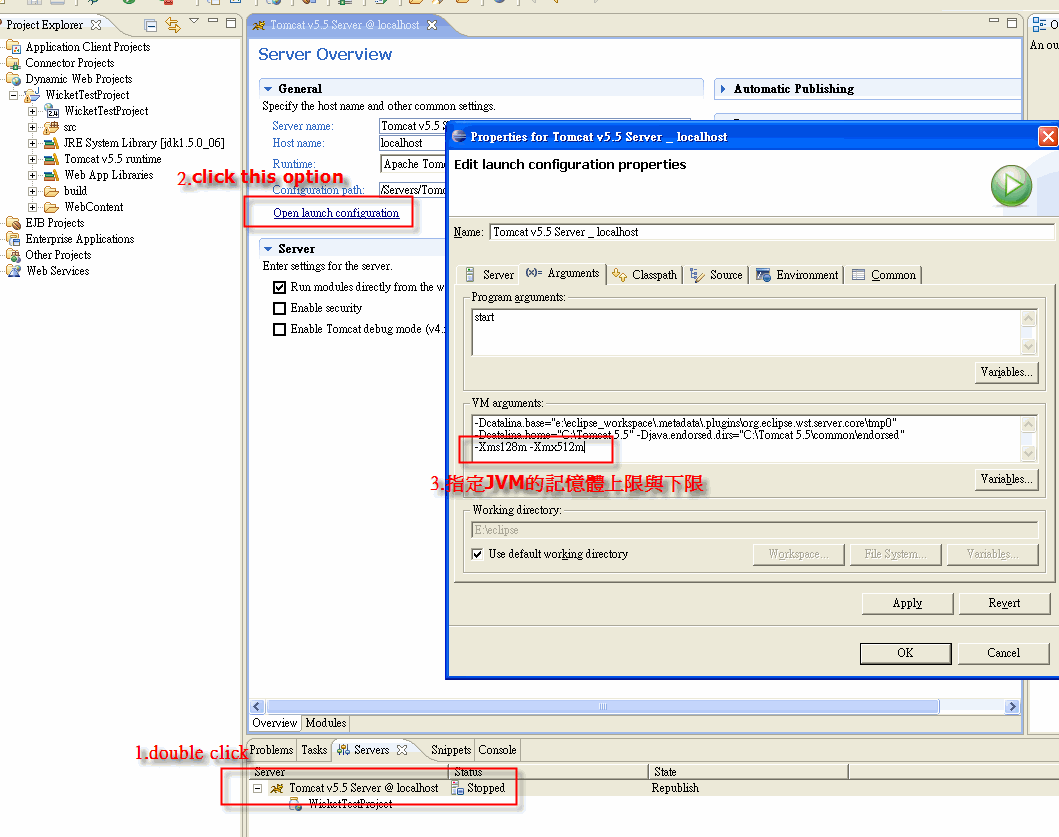 Project Explorer
Application Client Projects
Connector Projects
Dynamic Web Projects
WicketTestProject
WicketTestProject
src
JRE System Library [jdk1.5.0_06]
Tomcat v5.5 runtime
Web App Libraries
build
WebContent
EJB Projects
Enterprise Applications
Other Projects
Web Services
Tomcat v5.5 Server @ localhost
Server Overview
General
Specify the host name and other common settings.
Server name: Tomcat v5.5 S
Host name: localhost
Runtime: Apache Tom
2.click this option
Configuration path: /Servers/Tomc
Open launch configuration
Server
Enter settings for the server.
Run modules directly from the w
Enable security
Enable Tomcat debug mode (v4.
Automatic Publishing
An ou
Properties for Tomcat v5.5 Server _ localhost
Edit launch configuration properties
Name: Tomcat v5.5 Server _ localhost
Server (x)= Arguments Classpath Source Environment Common
Program arguments:
start
Variables...
VM arguments:
-Dcatalina.base="e:\eclipse_workspace\.metadata\.plugins\org.eclipse.wst.server.core\tmp0"
-Dcatalina.home="C:\Tomcat 5.5" -Djava.endorsed.dirs="C:\Tomcat 5.5\common\endorsed"
-Xms128m -Xmx512m
Variables...
3.指定JVM的記憶體上限與下限
Working directory:
E:\eclipse
Use default working directory
Workspace... File System... Variables...
Apply Revert
OK Cancel
Overview Modules
1.double click
Problems Tasks Servers Snippets Console
Server Status State
Tomcat v5.5 Server @ localhost Stopped Republish
WicketTestProject